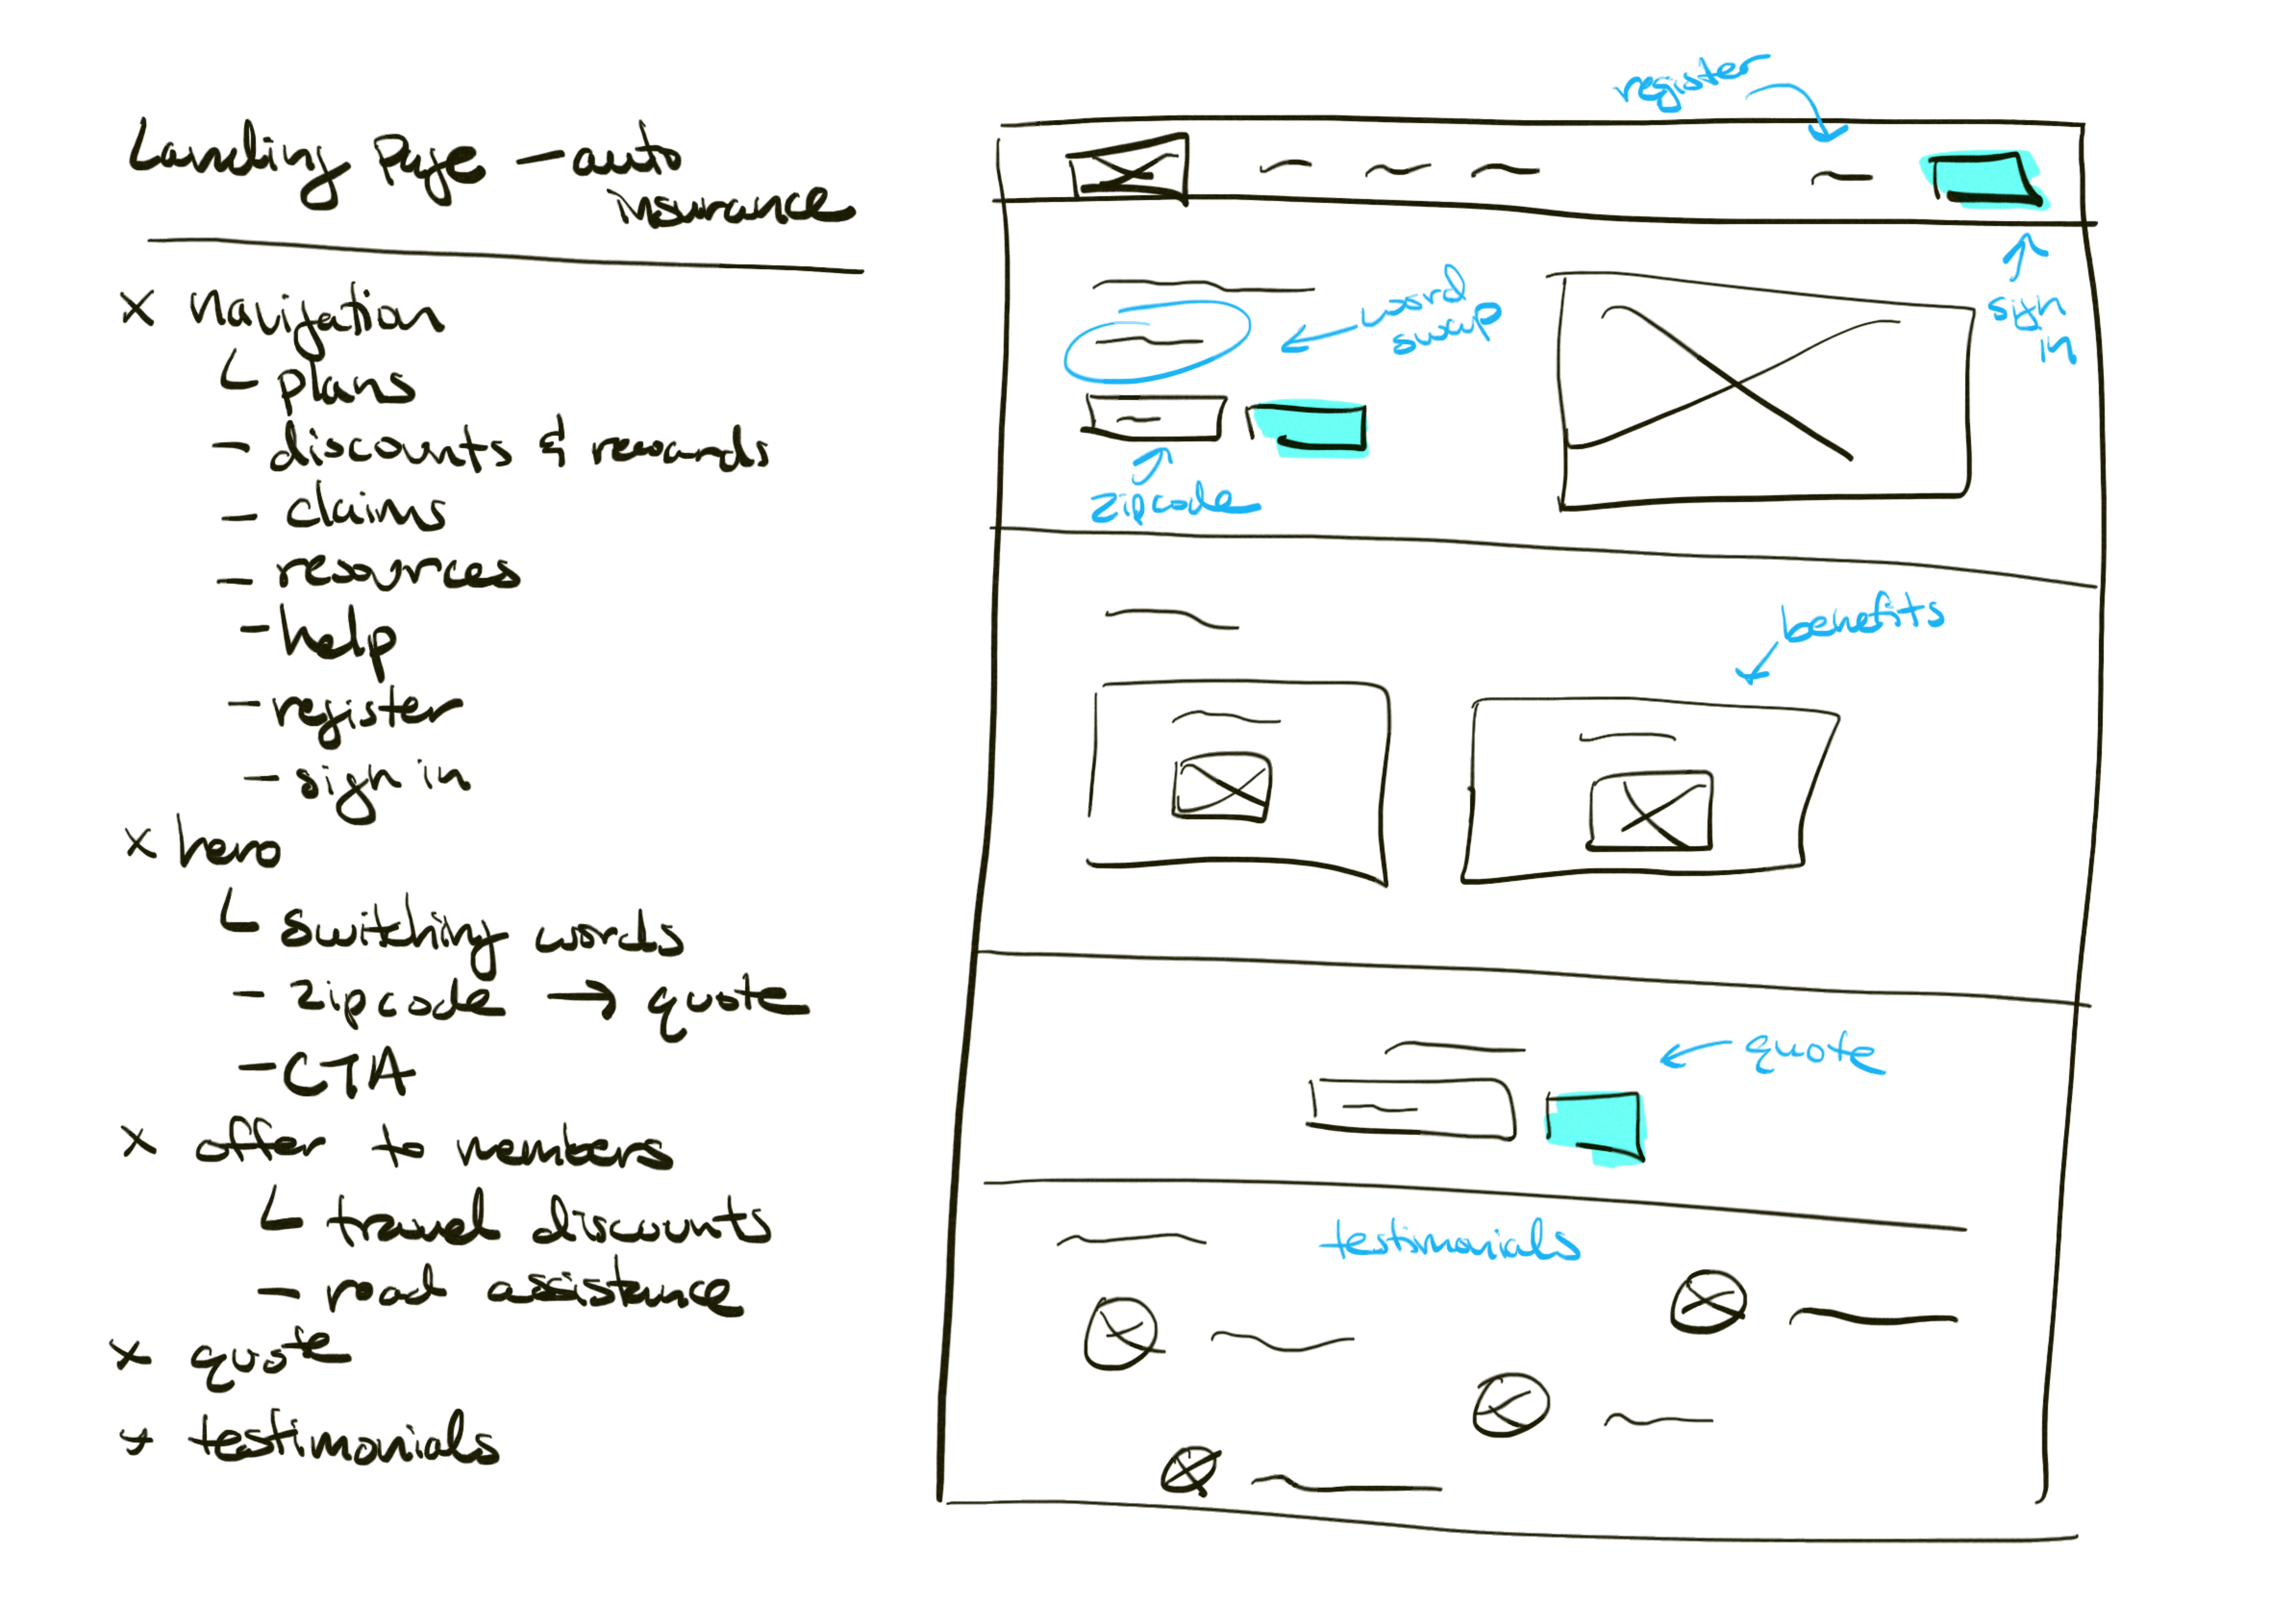 Landing Page — auto
insurance
x navigation
└ plans
- discounts & rewards
- claims
- resources
- help
- register
- sign in
x hero
└ switching words
- zipcode → quote
- CTA
x offer to members
└ travel discounts
- road assistance
x quote
x testimonials
register
sign
in
word
swap
zipcode
benefits
quote
testimonials